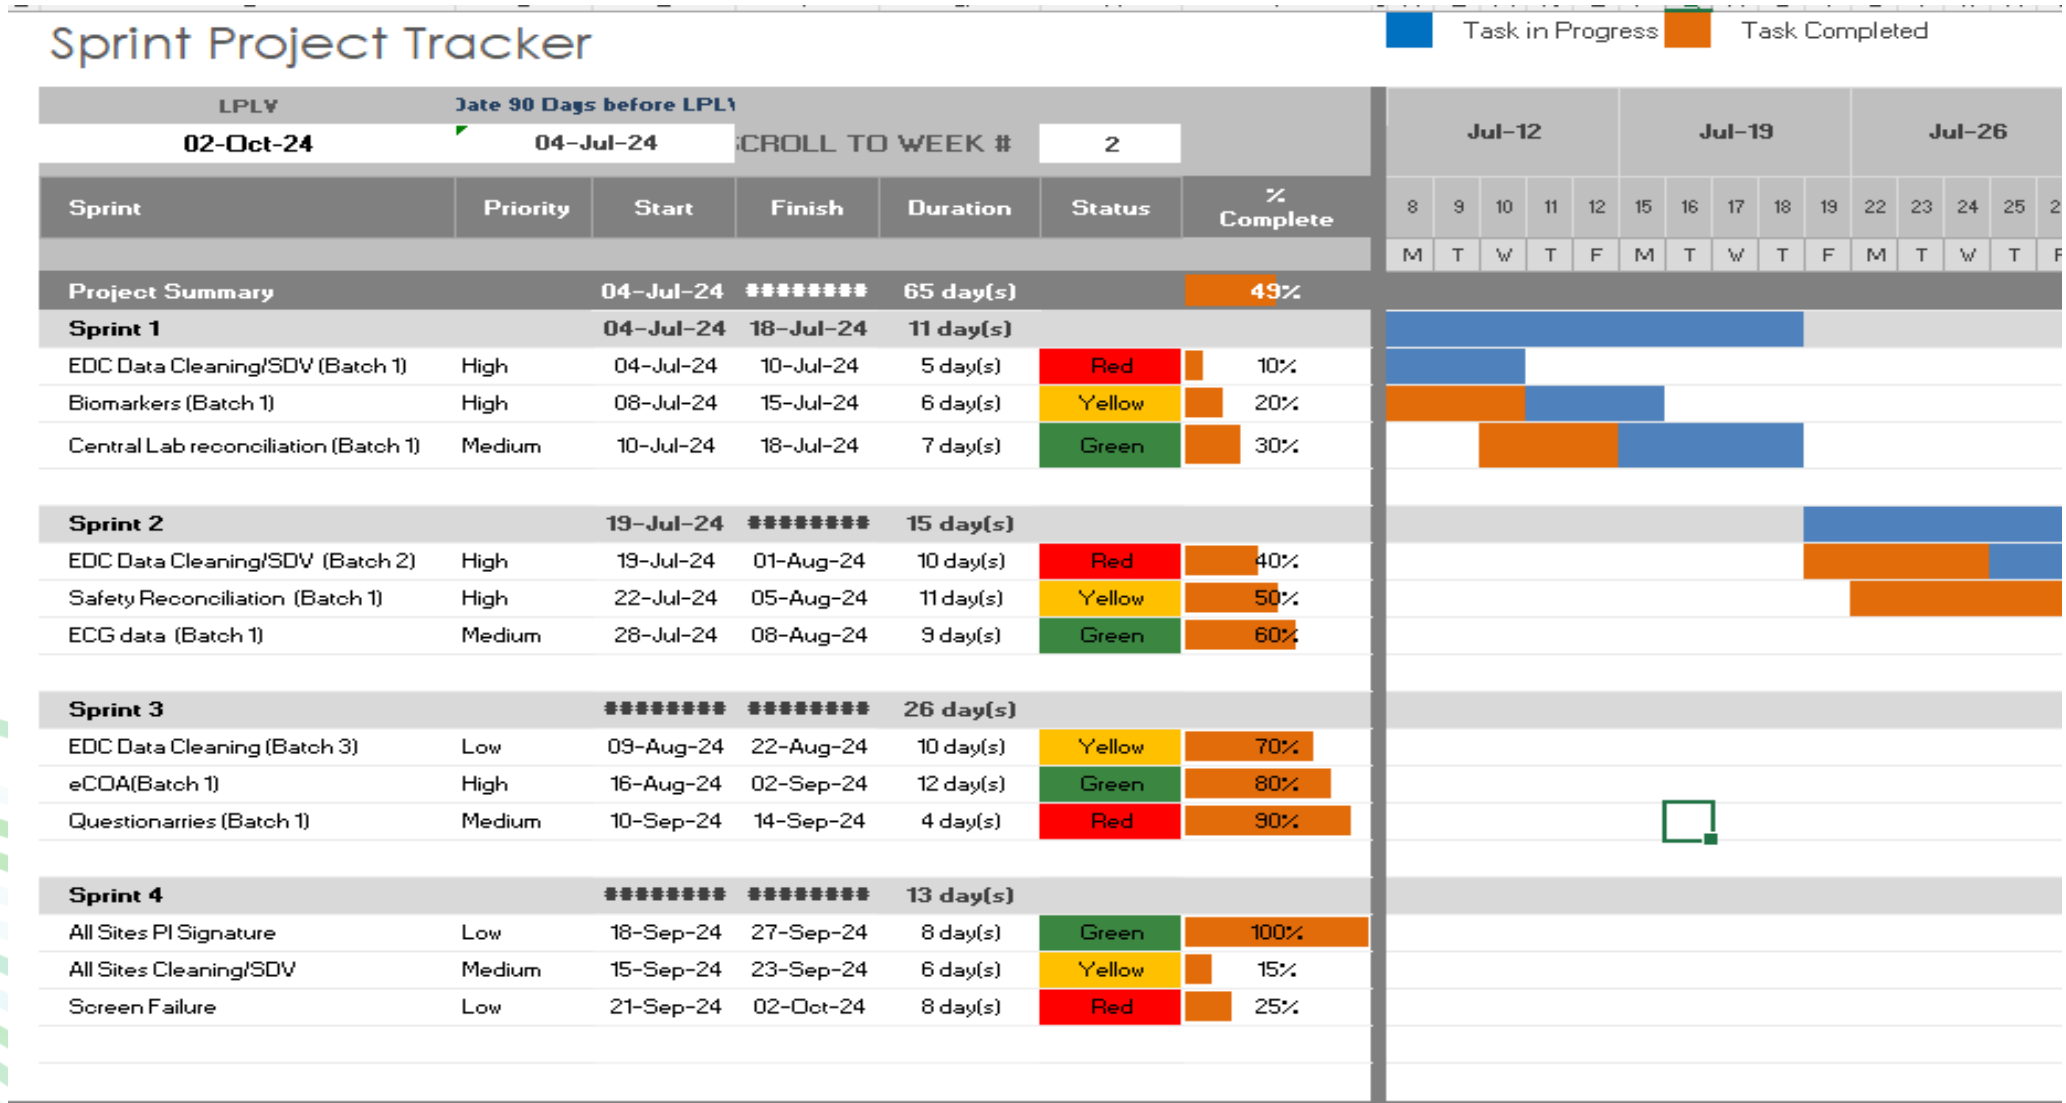 Sprint Project Tracker
Task in Progress Task Completed
LPLV Date 90 Days before LPLV
02-Oct-24 04-Jul-24 SCROLL TO WEEK # 2 Jul-12 Jul-19 Jul-26
Sprint Priority Start Finish Duration Status % Complete 8 9 10 11 12 15 16 17 18 19 22 23 24 25 2
M T W T F M T W T F M T W T F
Project Summary 04-Jul-24 ######## 65 day(s) 49%
Sprint 1 04-Jul-24 18-Jul-24 11 day(s)
EDC Data Cleaning/SDV (Batch 1) High 04-Jul-24 10-Jul-24 5 day(s) Red 10%
Biomarkers (Batch 1) High 08-Jul-24 15-Jul-24 6 day(s) Yellow 20%
Central Lab reconciliation (Batch 1) Medium 10-Jul-24 18-Jul-24 7 day(s) Green 30%
Sprint 2 19-Jul-24 ######## 15 day(s)
EDC Data Cleaning/SDV (Batch 2) High 19-Jul-24 01-Aug-24 10 day(s) Red 40%
Safety Reconciliation (Batch 1) High 22-Jul-24 05-Aug-24 11 day(s) Yellow 50%
ECG data (Batch 1) Medium 28-Jul-24 08-Aug-24 9 day(s) Green 60%
Sprint 3 ######## ######## 26 day(s)
EDC Data Cleaning (Batch 3) Low 09-Aug-24 22-Aug-24 10 day(s) Yellow 70%
eCOA(Batch 1) High 16-Aug-24 02-Sep-24 12 day(s) Green 80%
Questionarries (Batch 1) Medium 10-Sep-24 14-Sep-24 4 day(s) Red 90%
Sprint 4 ######## ######## 13 day(s)
All Sites PI Signature Low 18-Sep-24 27-Sep-24 8 day(s) Green 100%
All Sites Cleaning/SDV Medium 15-Sep-24 23-Sep-24 6 day(s) Yellow 15%
Screen Failure Low 21-Sep-24 02-Oct-24 8 day(s) Red 25%